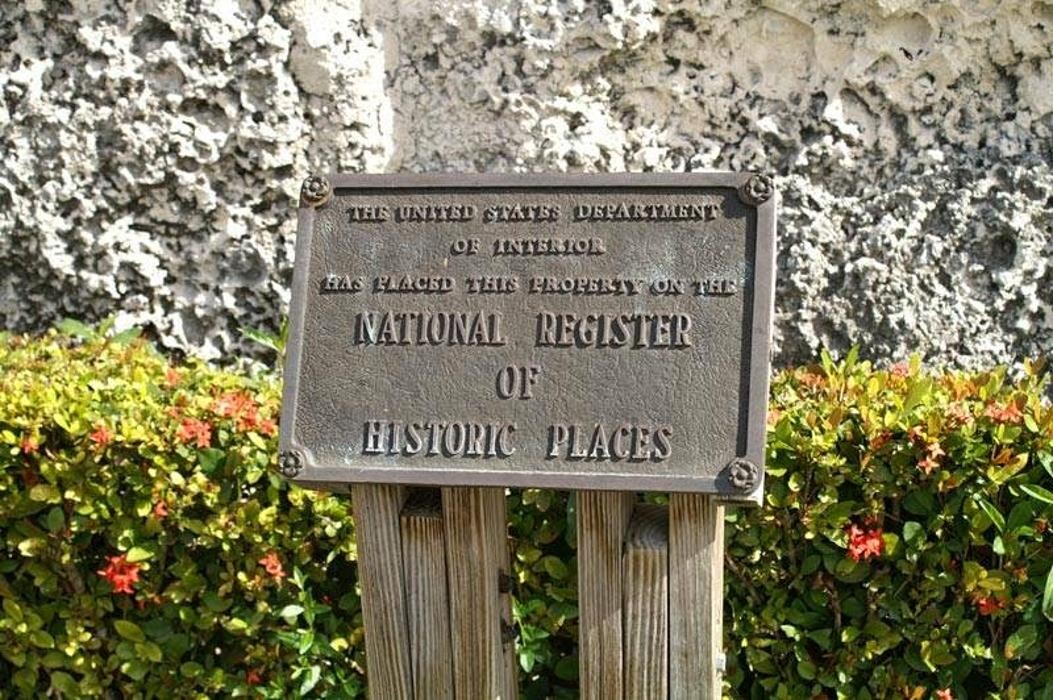 THE UNITED STATES DEPARTMENT
OF INTERIOR
HAS PLACED THIS PROPERTY ON THE
NATIONAL REGISTER
OF
HISTORIC PLACES